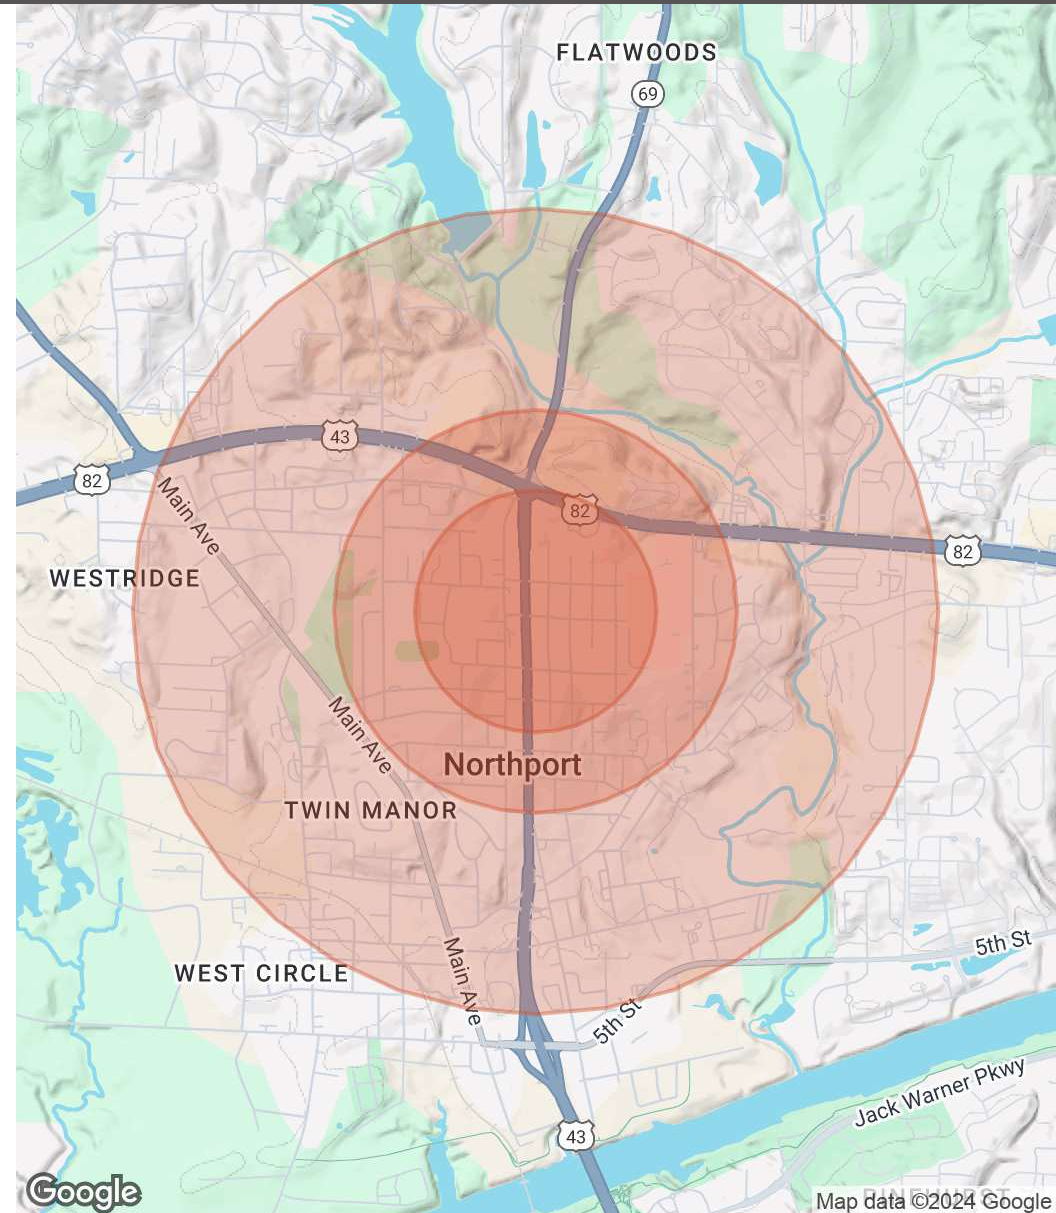 FLATWOODS
69
43
82
Main Ave
82
82
WESTRIDGE
Main Ave
Northport
TWIN MANOR
Main Ave
5th St
WEST CIRCLE
5th St
Jack Warner Pkwy
43
PINEHURST
Google
Map data ©2024 Google